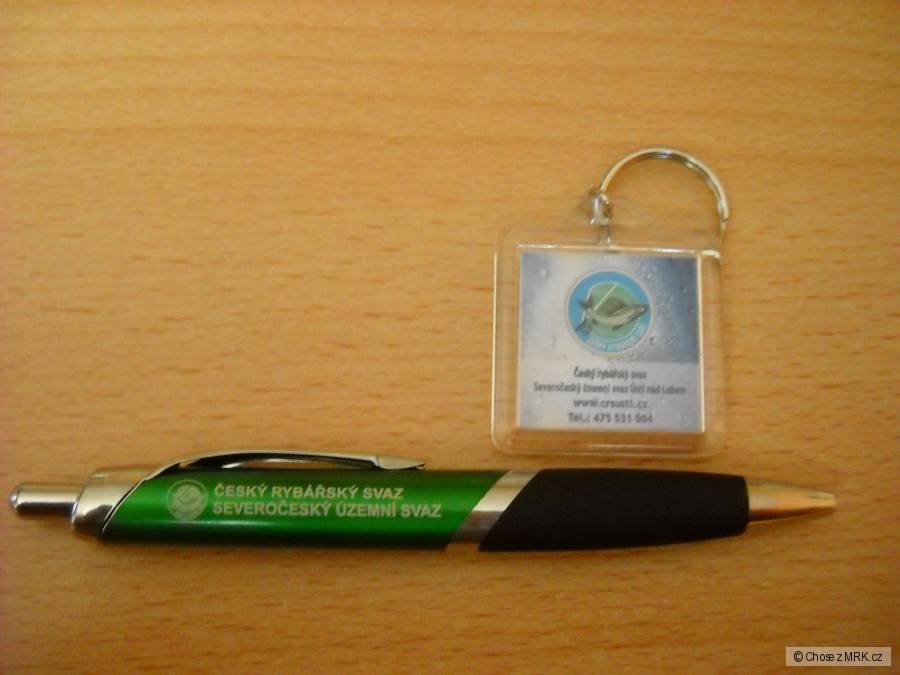 Český rybářský svaz
Severočeský územní svaz Ústí nad Labem
www.crsusti.cz
Tel.: 475 531 004
ČESKÝ RYBÁŘSKÝ SVAZ
SEVEROČESKÝ ÚZEMNÍ SVAZ
© Chose z MRK.cz